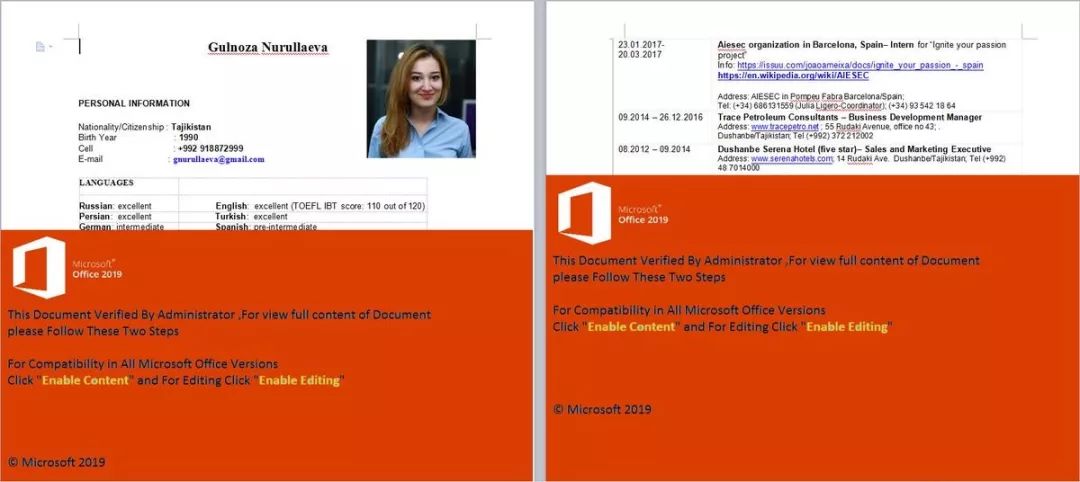 Gulnoza Nurullaeva
PERSONAL INFORMATION
Nationality/Citizenship : Tajikistan
Birth Year : 1990
Cell : +992 918872999
E-mail : gnurullaeva@gmail.com
LANGUAGES
Russian: excellent English: excellent (TOEFL IBT score: 110 out of 120)
Persian: excellent Turkish: excellent
German: intermediate Spanish: pre-intermediate
Microsoft®
Office 2019
This Document Verified By Administrator ,For view full content of Document
please Follow These Two Steps
For Compatibility in All Microsoft Office Versions
Click "Enable Content" and For Editing Click "Enable Editing"
© Microsoft 2019
23.01.2017- Aiesec organization in Barcelona, Spain– Intern for “Ignite your passion
20.03.2017 project”
Info: https://issuu.com/joaoameixa/docs/ignite_your_passion_-_spain
https://en.wikipedia.org/wiki/AIESEC
Address: AIESEC in Pompeu Fabra Barcelona/Spain;
Tel: (+34) 686131559 (Julia Ligero-Coordinator); (+34) 93 542 18 64
09.2014 – 26.12.2016 Trace Petroleum Consultants – Business Development Manager
Address: www.tracepetro.net ; 55 Rudaki Avenue, office no 43; .
Dushanbe/Tajikistan; Tel (+992) 372 212002
08.2012 – 09.2014 Dushanbe Serena Hotel (five star)– Sales and Marketing Executive
Address: www.serenahotels.com; 14 Rudaki Ave. Dushanbe/Tajikistan; Tel (+992)
48 7014000
Microsoft®
Office 2019
This Document Verified By Administrator ,For view full content of Document
please Follow These Two Steps
For Compatibility in All Microsoft Office Versions
Click "Enable Content" and For Editing Click "Enable Editing"
© Microsoft 2019